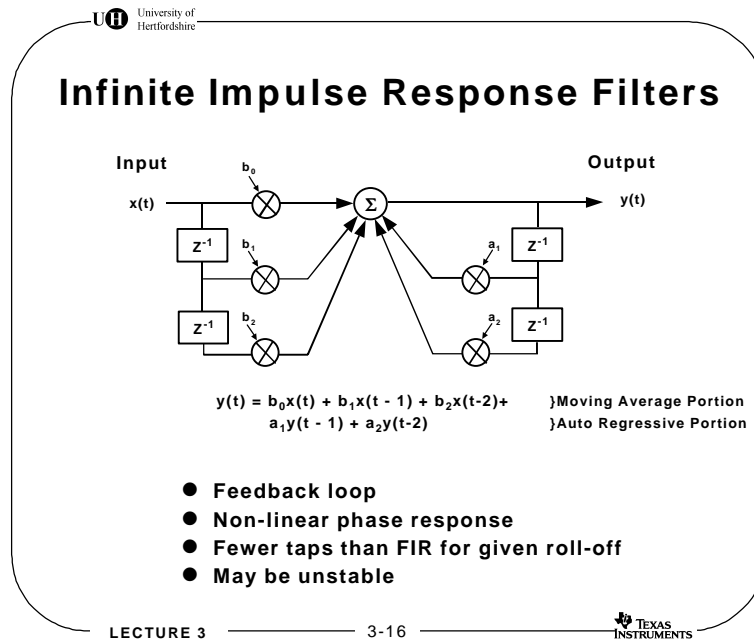 UH University of
Hertfordshire
Infinite Impulse Response Filters
Input
Output
b₀
x(t)
Σ
y(t)
Z⁻¹
b₁
a₁
Z⁻¹
Z⁻¹
b₂
a₂
Z⁻¹
y(t) = b₀x(t) + b₁x(t - 1) + b₂x(t-2)+ }Moving Average Portion
a₁y(t - 1) + a₂y(t-2) }Auto Regressive Portion
● Feedback loop
● Non-linear phase response
● Fewer taps than FIR for given roll-off
● May be unstable
LECTURE 3 3-16 TEXAS
INSTRUMENTS